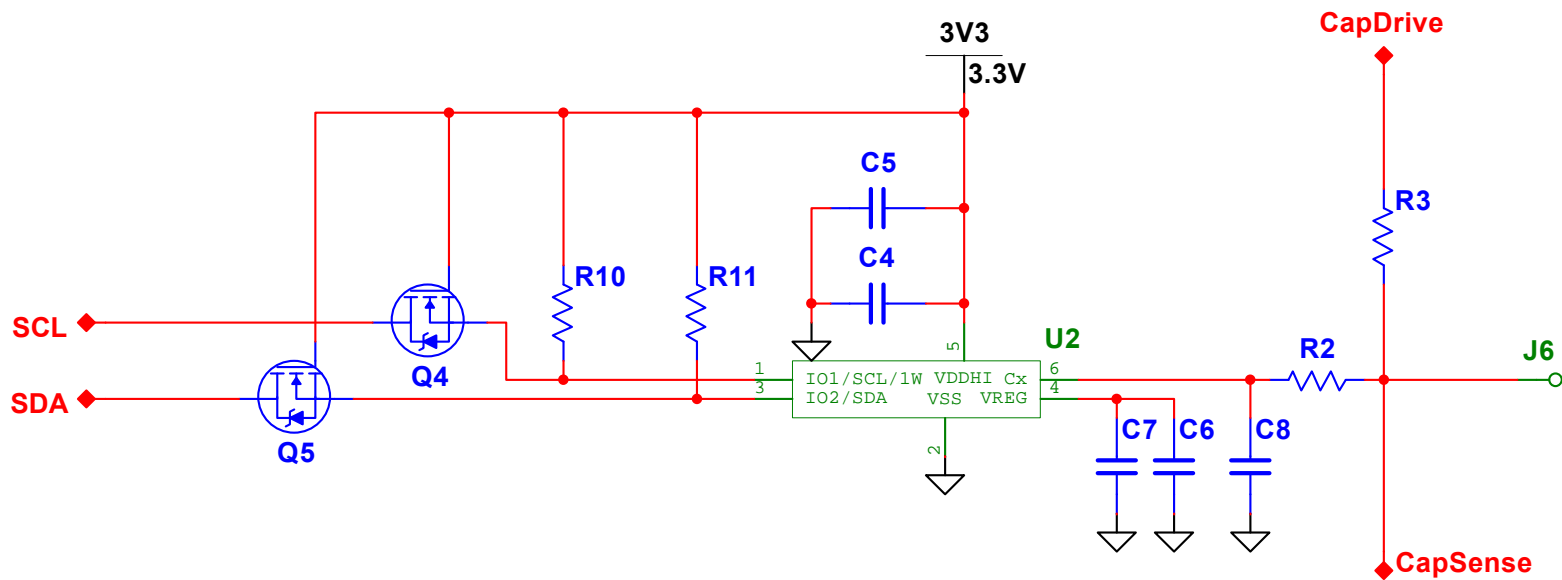 3V3
3.3V
CapDrive
C5
R3
C4
R10
R11
SCL
Q4
U2
R2
J6
5
1
IO1/SCL/1W VDDHI Cx
6
3
IO2/SDA VSS VREG
4
SDA
Q5
2
C7
C6
C8
CapSense